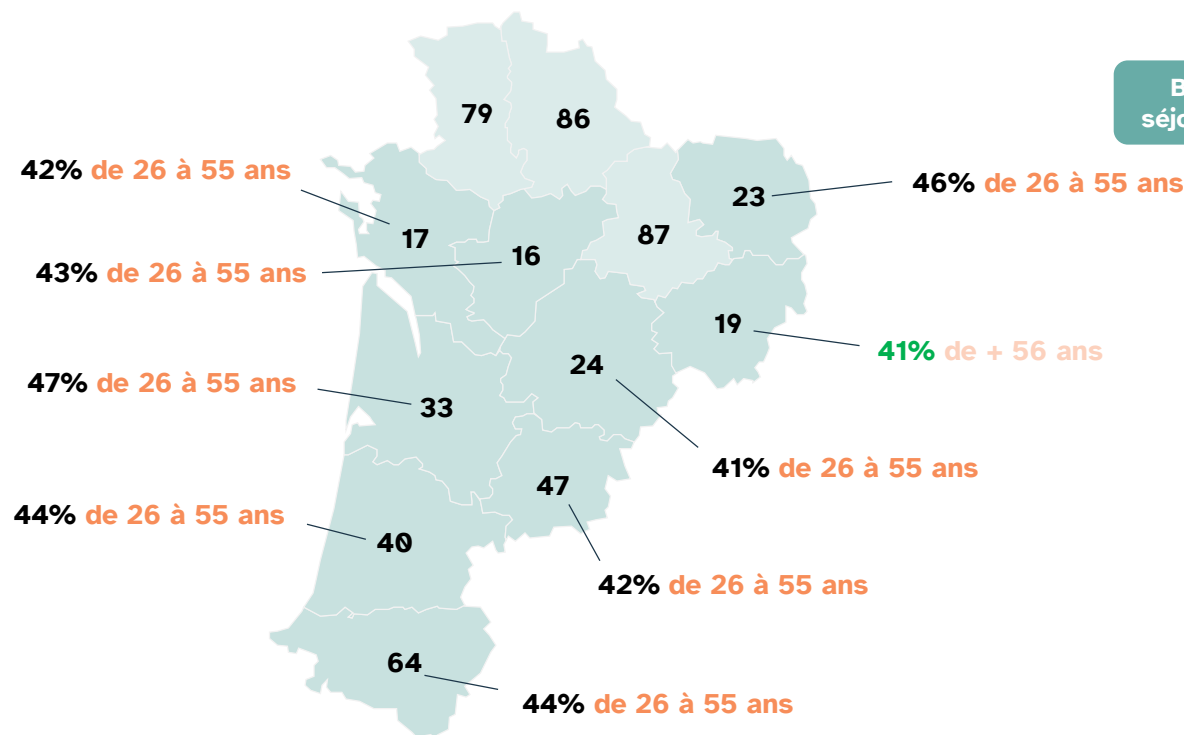 79
86
B
séjo
42% de 26 à 55 ans
23
46% de 26 à 55 ans
17
87
16
43% de 26 à 55 ans
19
41% de + 56 ans
24
47% de 26 à 55 ans
33
41% de 26 à 55 ans
47
44% de 26 à 55 ans
40
42% de 26 à 55 ans
64
44% de 26 à 55 ans